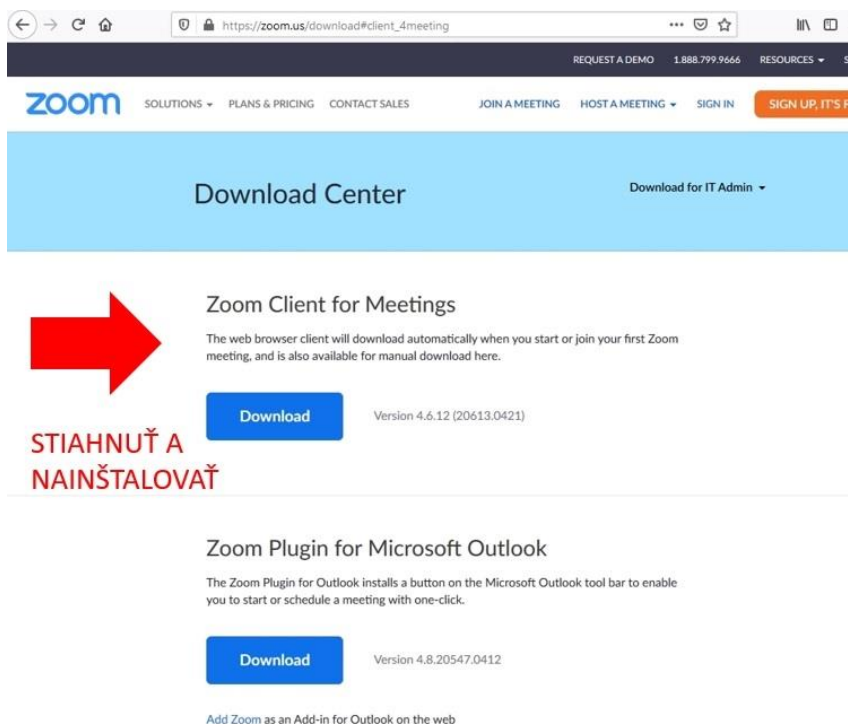 https://zoom.us/download#client_4meeting
REQUEST A DEMO 1.888.799.9666 RESOURCES
zoom SOLUTIONS PLANS & PRICING CONTACT SALES JOIN A MEETING HOST A MEETING SIGN IN SIGN UP, IT'S
Download Center Download for IT Admin
Zoom Client for Meetings
The web browser client will download automatically when you start or join your first Zoom
meeting, and is also available for manual download here.
Download Version 4.6.12 (20613.0421)
STIAHNUŤ A
NAINŠTALOVAŤ
Zoom Plugin for Microsoft Outlook
The Zoom Plugin for Outlook installs a button on the Microsoft Outlook tool bar to enable
you to start or schedule a meeting with one-click.
Download Version 4.8.20547.0412
Add Zoom as an Add-in for Outlook on the web